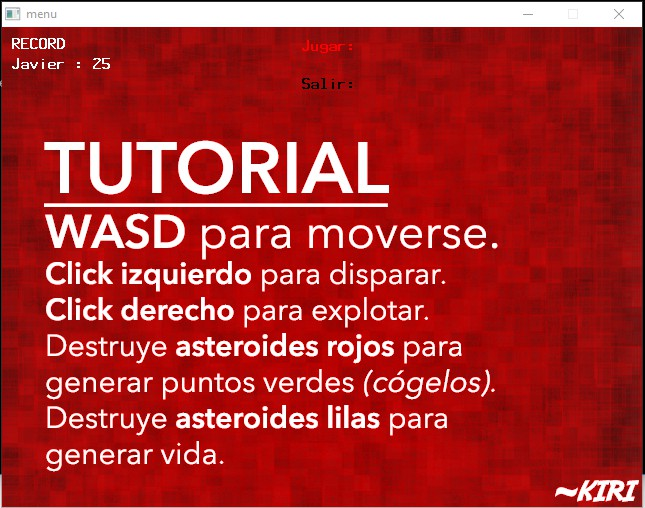 menu
RECORD
Javier : 25
Jugar:
Salir:
TUTORIAL
WASD para moverse.
Click izquierdo para disparar.
Click derecho para explotar.
Destruye asteroides rojos para
generar puntos verdes (cógelos).
Destruye asteroides lilas para
generar vida.
~KIRI